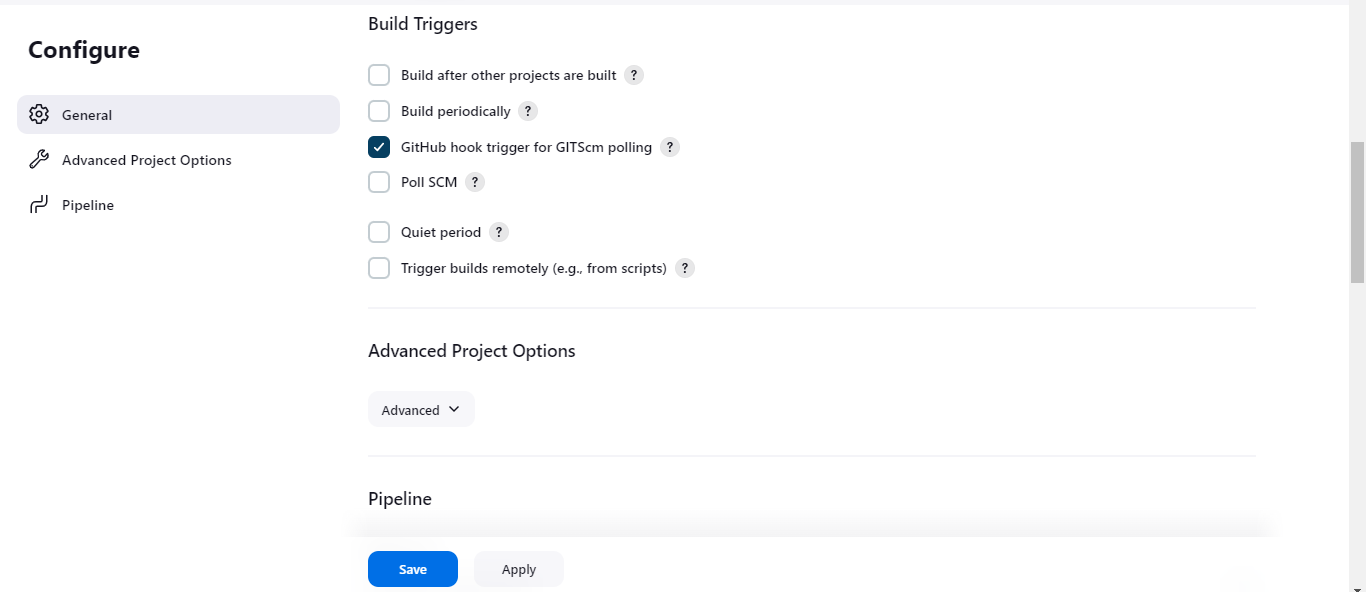 Configure
General
Advanced Project Options
Pipeline
Build Triggers
Build after other projects are built ?
Build periodically ?
GitHub hook trigger for GITScm polling ?
Poll SCM ?
Quiet period ?
Trigger builds remotely (e.g., from scripts) ?
Advanced Project Options
Advanced
Pipeline
Save Apply